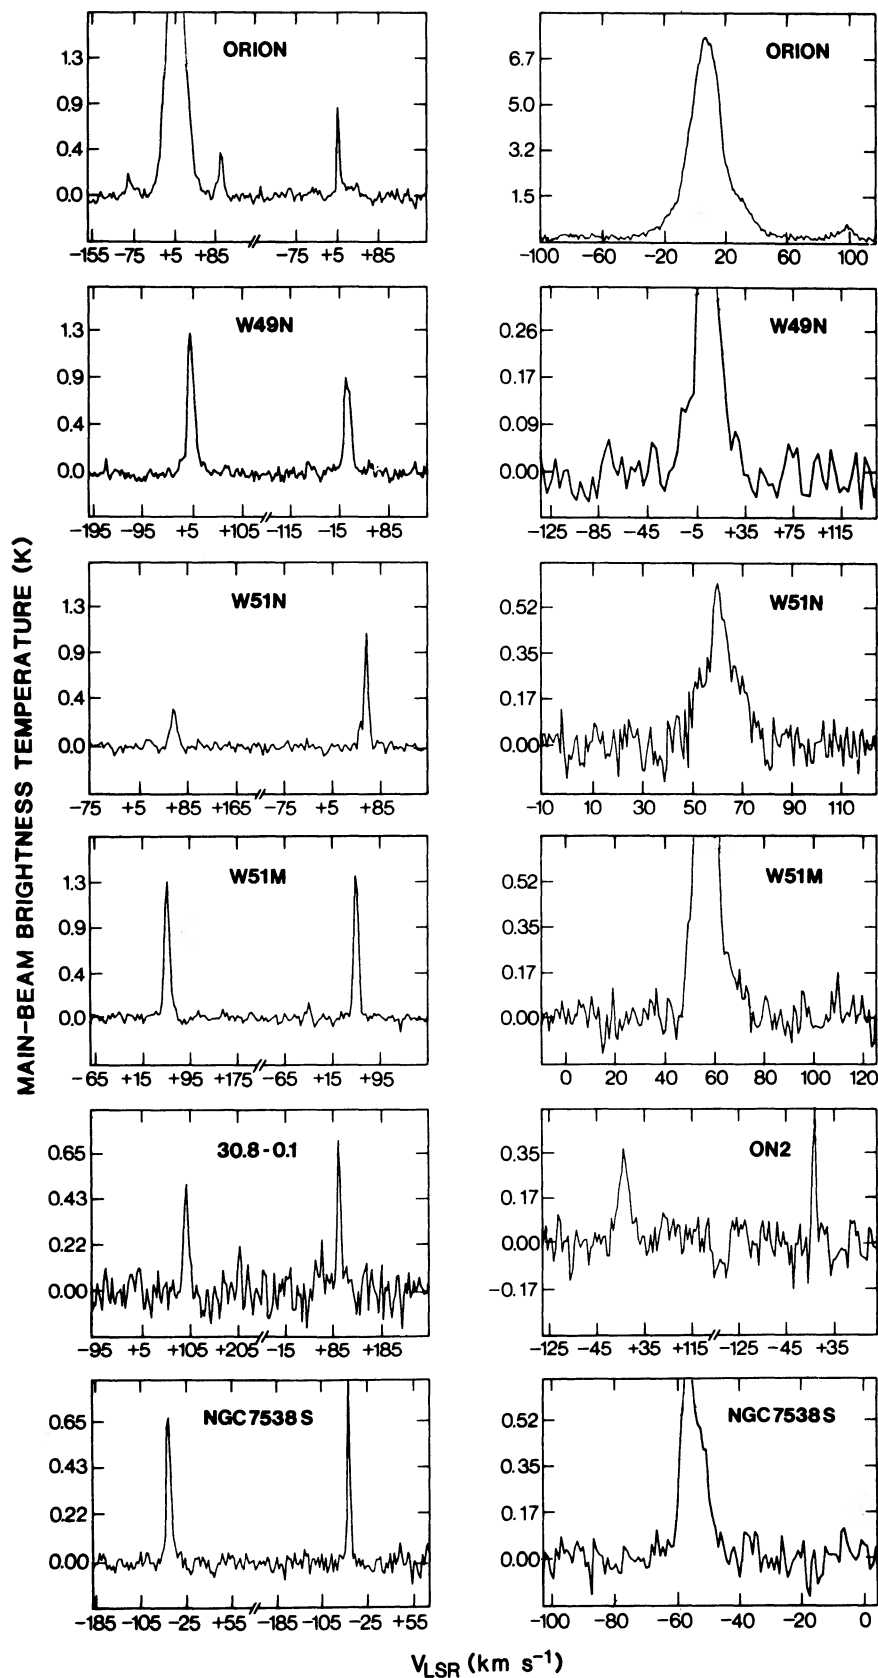 MAIN-BEAM BRIGHTNESS TEMPERATURE (K)
ORION
1.3
0.9
0.4
0.0
-155 -75 +5 +85 -75 +5 +85
ORION
6.7
5.0
3.2
1.5
-100 -60 -20 20 60 100
W49N
1.3
0.9
0.4
0.0
-195 -95 +5 +105 -115 -15 +85
W49N
0.26
0.17
0.09
0.00
-125 -85 -45 -5 +35 +75 +115
W51N
1.3
0.9
0.4
0.0
-75 +5 +85 +165 -75 +5 +85
W51N
0.52
0.35
0.17
0.00
-10 10 30 50 70 90 110
W51M
1.3
0.9
0.4
0.0
-65 +15 +95 +175 -65 +15 +95
W51M
0.52
0.35
0.17
0.00
0 20 40 60 80 100 120
30.8-0.1
0.65
0.43
0.22
0.00
-95 +5 +105 +205 -15 +85 +185
ON2
0.35
0.17
0.00
-0.17
-125 -45 +35 +115 -125 -45 +35
NGC7538S
0.65
0.43
0.22
0.00
-185 -105 -25 +55 -185 -105 -25 +55
NGC7538S
0.52
0.35
0.17
0.00
-100 -80 -60 -40 -20 0
V_LSR (km s⁻¹)